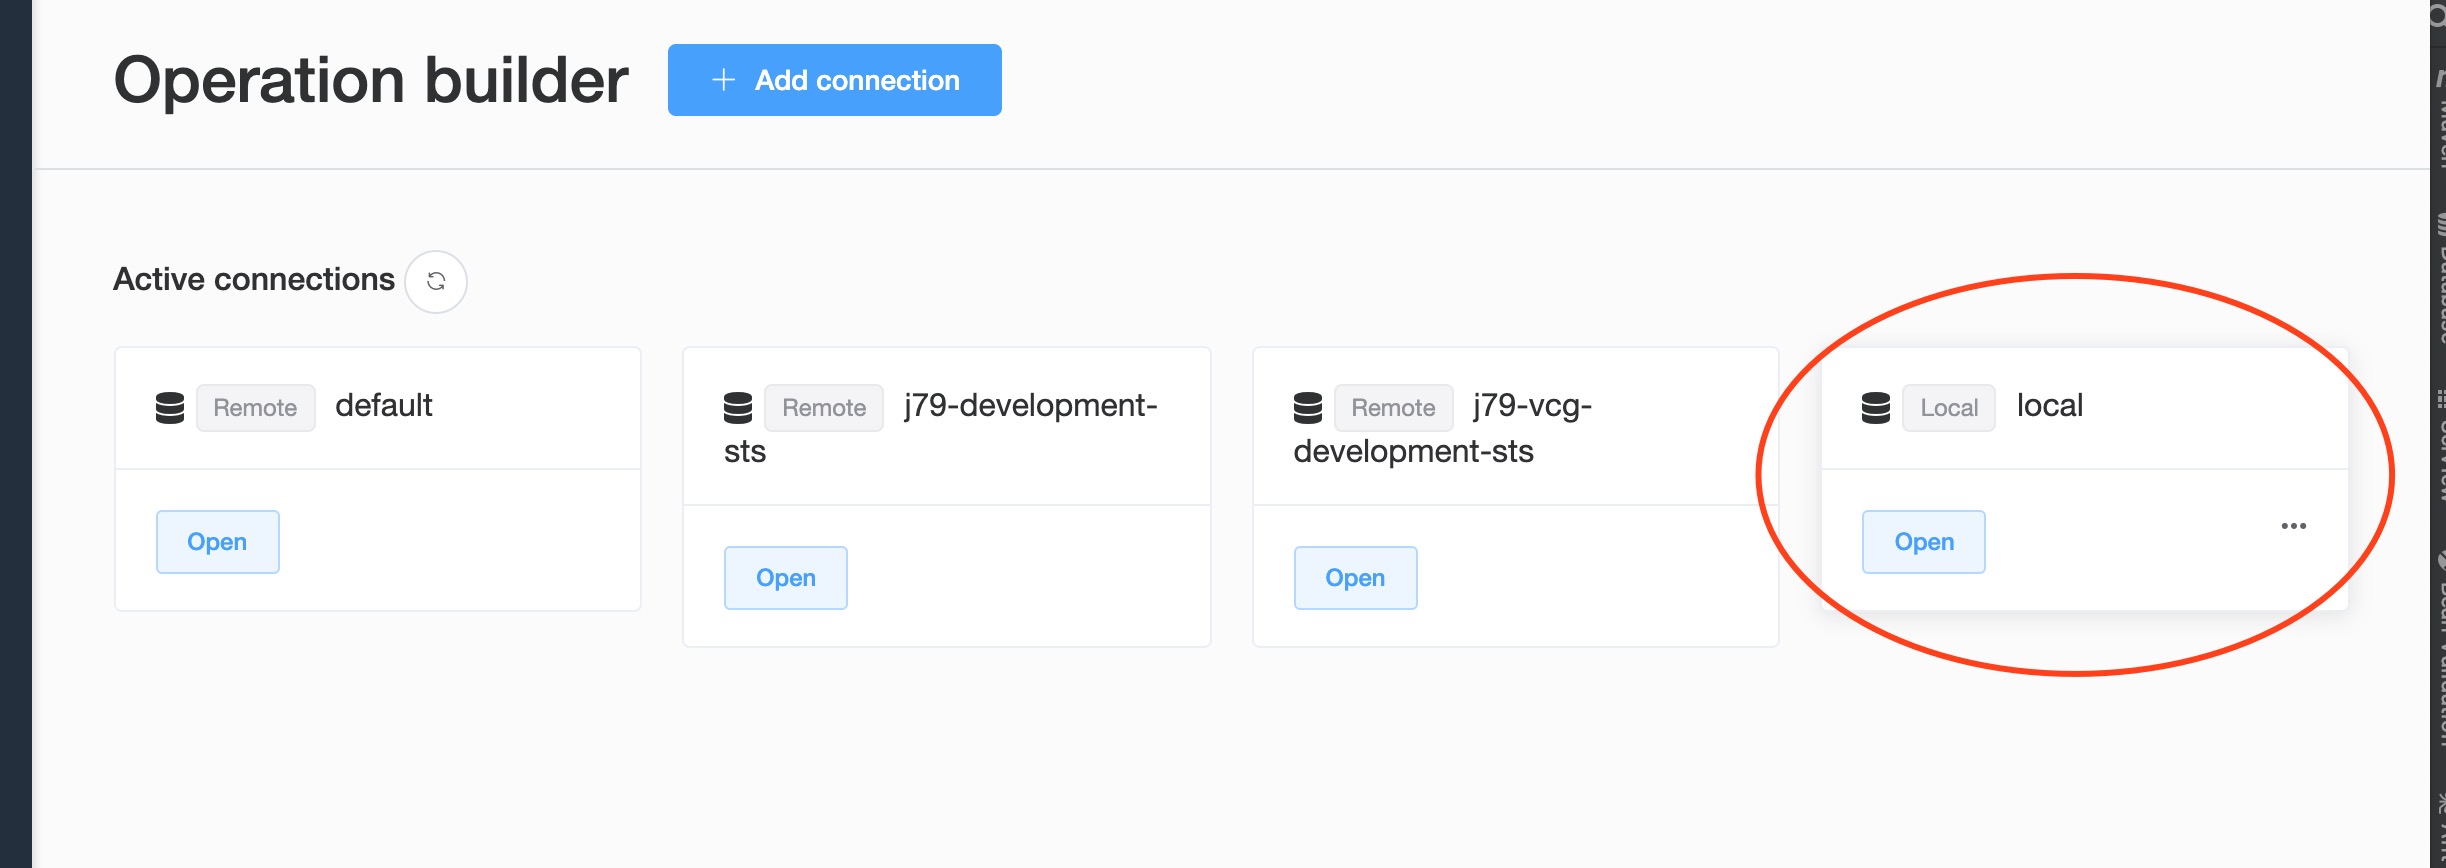 Operation builder
Add connection
Active connections
Remote default
Open
Remote j79-development-
sts
Open
Remote j79-vcg-
development-sts
Open
Local local
Open